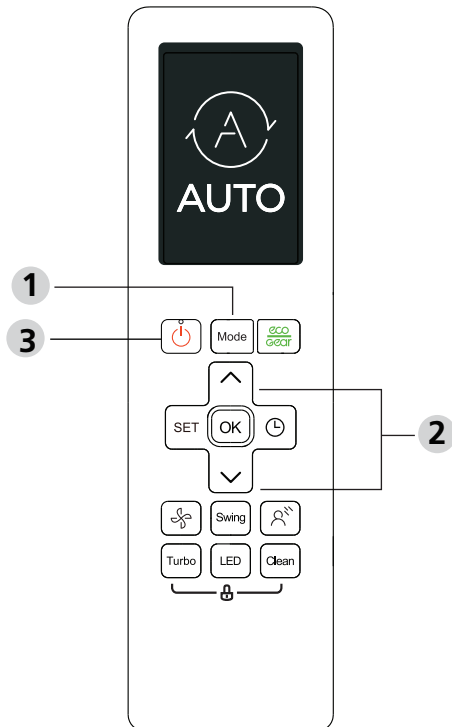 A
AUTO
1
3
Mode
eco
Gear
SET
OK
2
Swing
Turbo
LED
Clean